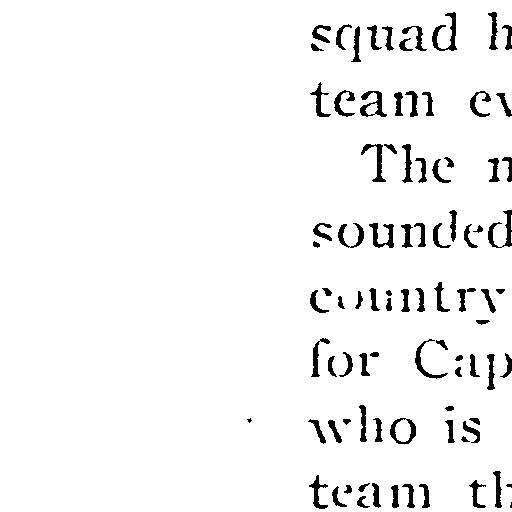 squad h
team ev
The n
sounded
country
for Cap
who is
team th